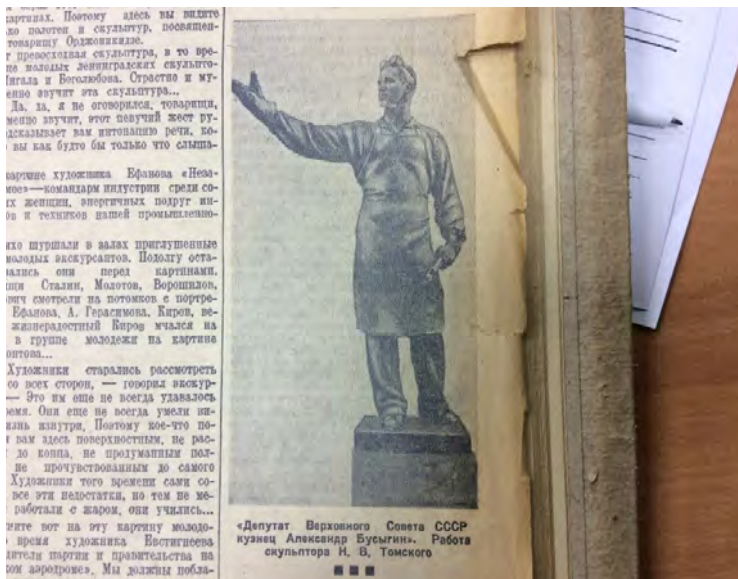 картинах. Поэтому здесь вы видите
полотен и скульптур, посвящен-
товарищу Орджоникидзе.
превосходная скульптура, в то вре-
молодых ленинградских скульпто-
Ингала и Боголюбова. Страстно и му-
звучит эта скульптура...
Да, да, я не оговорился, товарищи,
звучит, этот певучий жест ру-
подсказывает вам интонацию речи, ко-
вы как будто бы только что слыша-
картине художника Ефанова «Неза-
—командарм индустрии среди со-
женщин, энергичных подруг ин-
и техников нашей промышленно-
шуршали в залах приглушенные
молодых экскурсантов. Подолгу оста-
они перед картинами.
Сталин, Молотов, Ворошилов,
смотрели на потомков с портре-
Ефанова, А. Герасимова. Киров, ве-
жизнерадостный Киров мчался на
в группе молодежи на картине
Художники старались рассмотреть
со всех сторон, — говорил экскур-
— Это им еще не всегда удавалось
Они еще не всегда умели ви-
изнутри. Поэтому кое-что по-
вам здесь поверхностным, не рас-
до конца, не продуманным пол-
не прочувствованным до самого
Художники того времени сами со-
все эти недостатки, но тем не ме-
работали с жаром, они учились...
вот на эту картину молодо-
время художника Евстигнеева
партии и правительства на
аэродроме». Мы должны побла-
«Депутат Верховного Совета СССР
кузнец Александр Бусыгин». Работа
скульптора Н. В. Томского